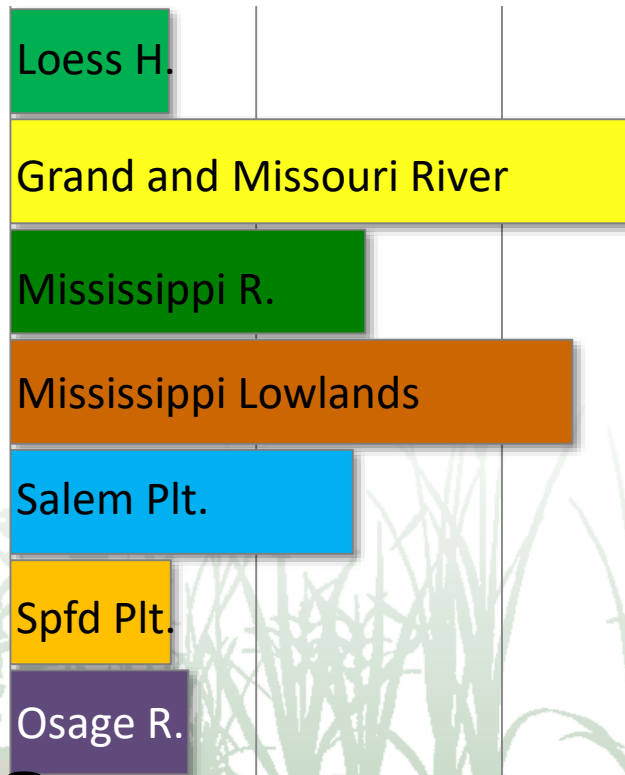 Loess H.
Grand and Missouri River
Mississippi R.
Mississippi Lowlands
Salem Plt.
Spfd Plt.
Osage R.